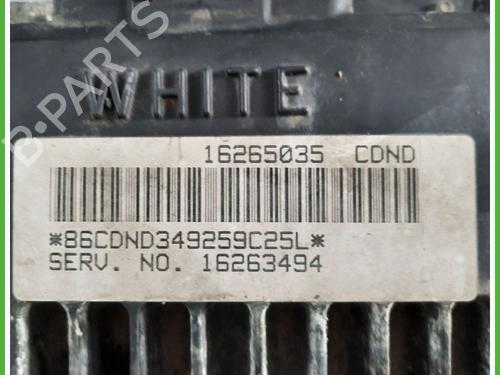 B-PARTS
WHITE
16265035 CDND
*86CDND349259C25L*
SERV. NO. 16263494